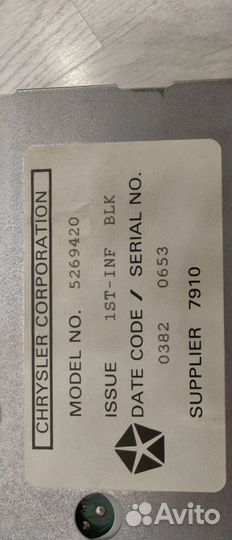 CHRYSLER CORPORATION
MODEL NO. 5269420
ISSUE 1ST-INF BLK
DATE CODE / SERIAL NO.
0382 0653
SUPPLIER 7910
Avito